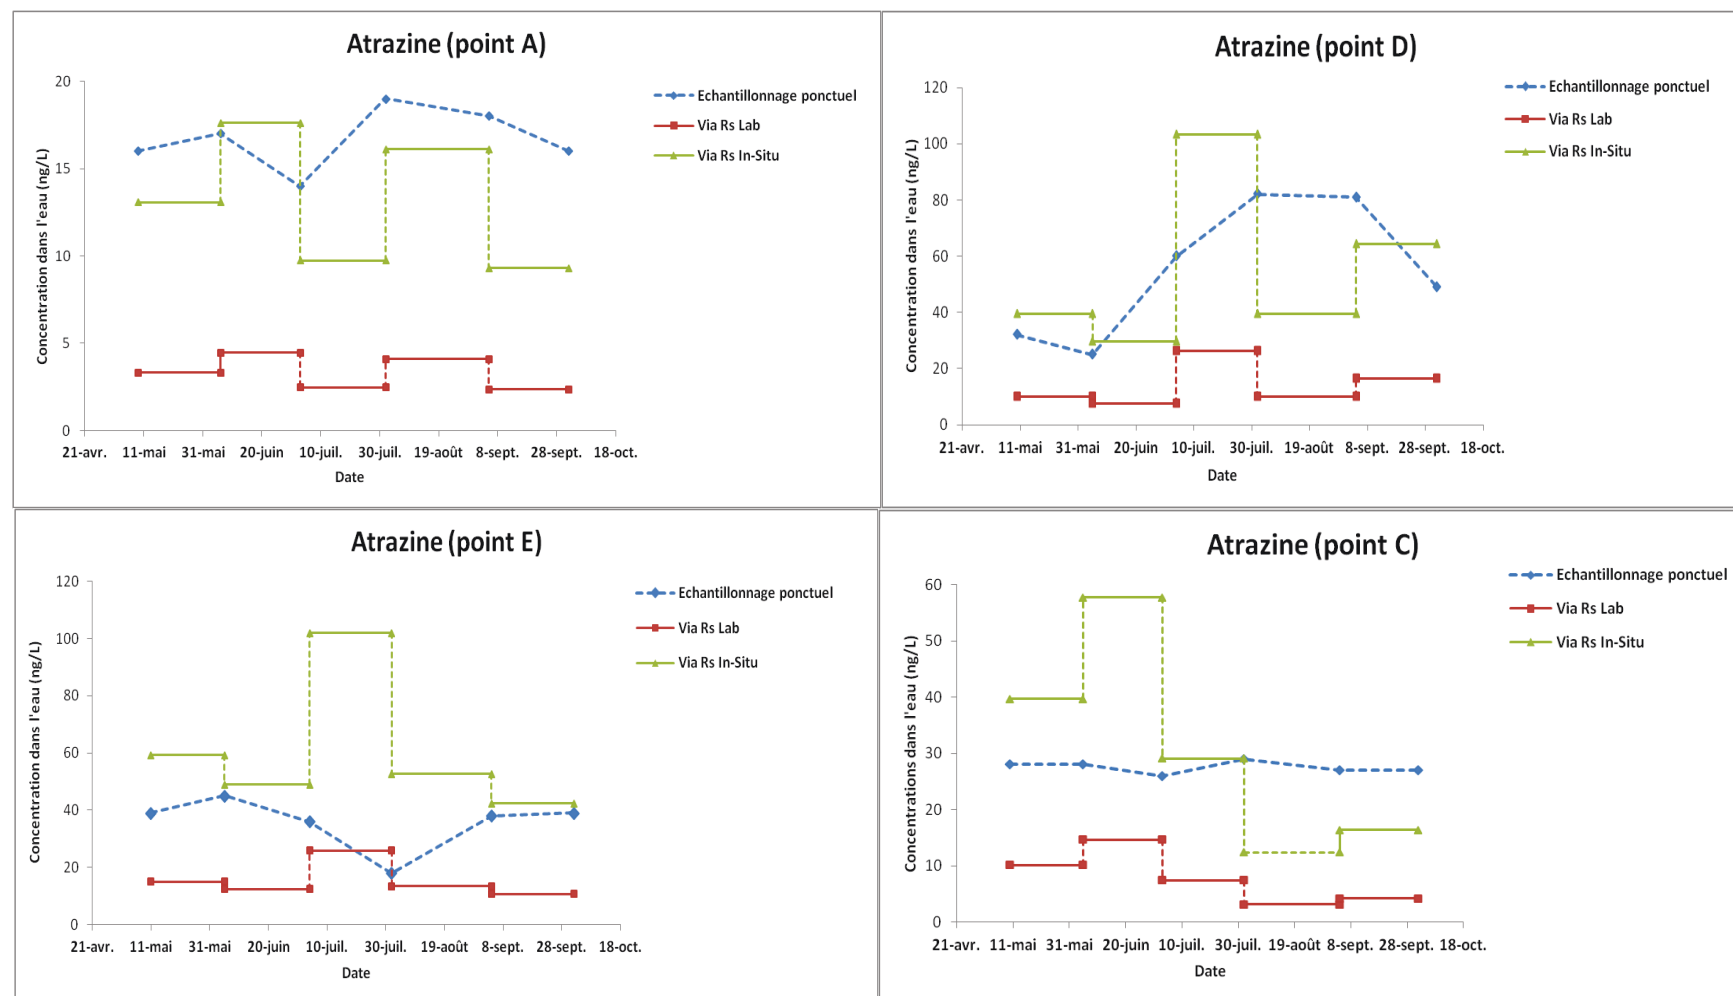 Atrazine (point A)
Concentration dans l'eau (ng/L)
20
15
10
5
0
21-avr. 11-mai 31-mai 20-juin 10-juil. 30-juil. 19-août 8-sept. 28-sept. 18-oct.
Date
Echantillonnage ponctuel
Via Rs Lab
Via Rs In-Situ
Atrazine (point D)
Concentration dans l'eau (ng/L)
120
100
80
60
40
20
0
21-avr. 11-mai 31-mai 20-juin 10-juil. 30-juil. 19-août 8-sept. 28-sept. 18-oct.
Date
Echantillonnage ponctuel
Via Rs Lab
Via Rs In-Situ
Atrazine (point E)
Concentration dans l'eau (ng/L)
120
100
80
60
40
20
0
21-avr. 11-mai 31-mai 20-juin 10-juil. 30-juil. 19-août 8-sept. 28-sept. 18-oct.
Date
Echantillonnage ponctuel
Via Rs Lab
Via Rs In-Situ
Atrazine (point C)
Concentrations dans l'eau (ng/L)
60
50
40
30
20
10
0
21-avr. 11-mai 31-mai 20-juin 10-juil. 30-juil. 19-août 8-sept. 28-sept. 18-oct.
Date
Echantillonnage ponctuel
Via Rs Lab
Via Rs In-Situ